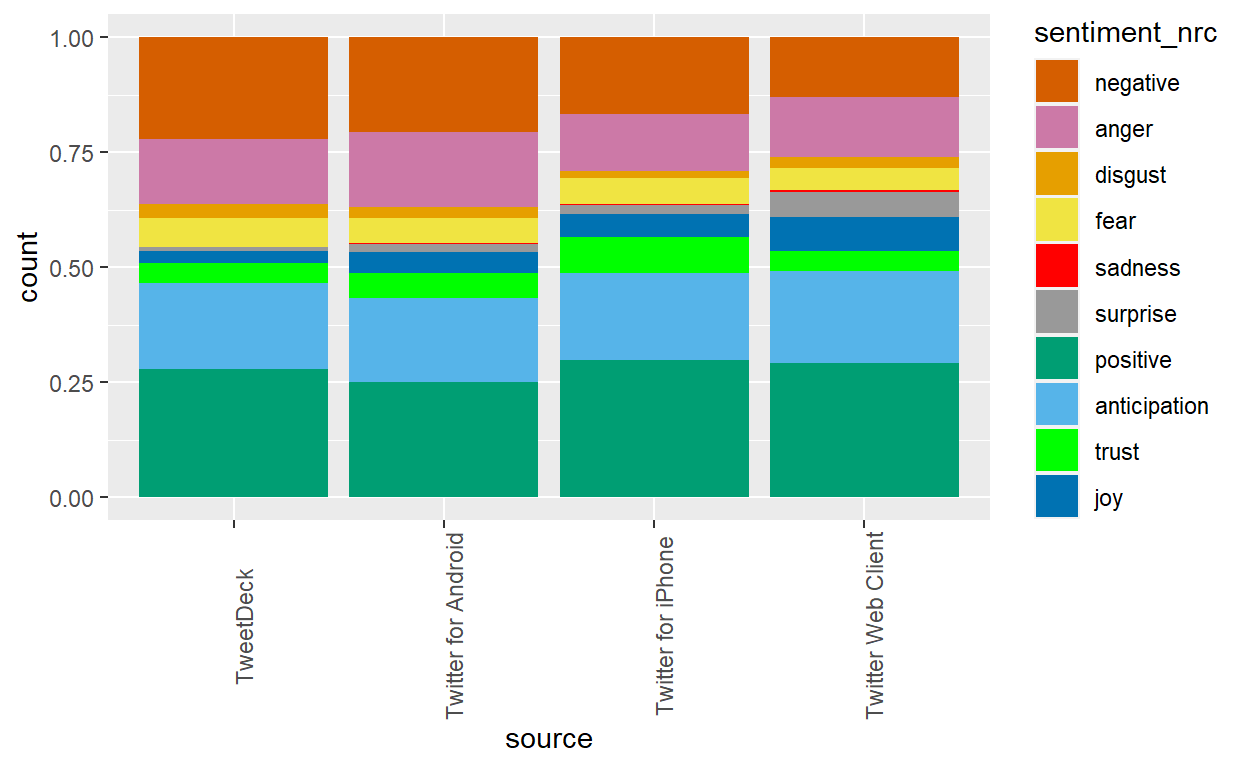 count
1.00
0.75
0.50
0.25
0.00
TweetDeck
Twitter for Android
Twitter for iPhone
Twitter Web Client
source
sentiment_nrc
negative
anger
disgust
fear
sadness
surprise
positive
anticipation
trust
joy